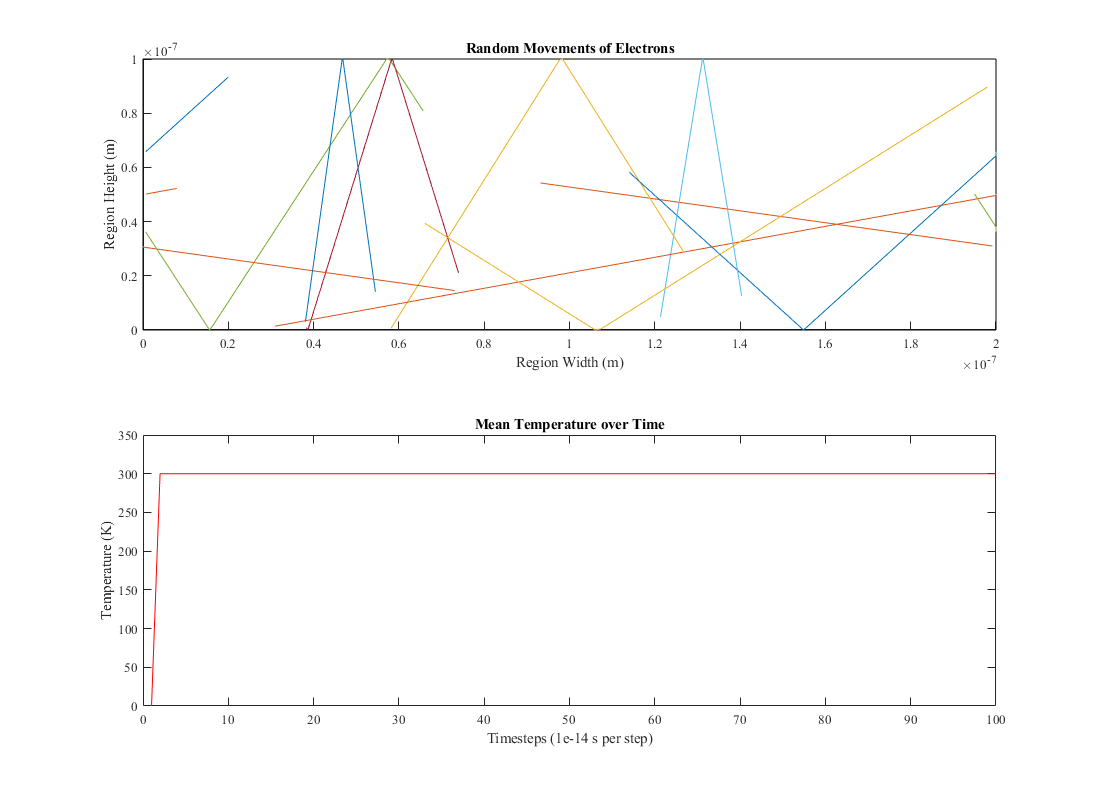 Random Movements of Electrons
×10⁻⁷
1
0.8
0.6
0.4
0.2
0
Region Height (m)
0 0.2 0.4 0.6 0.8 1 1.2 1.4 1.6 1.8 2
Region Width (m)
×10⁻⁷
Mean Temperature over Time
350
300
250
200
150
100
50
0
Temperature (K)
0 10 20 30 40 50 60 70 80 90 100
Timesteps (1e-14 s per step)